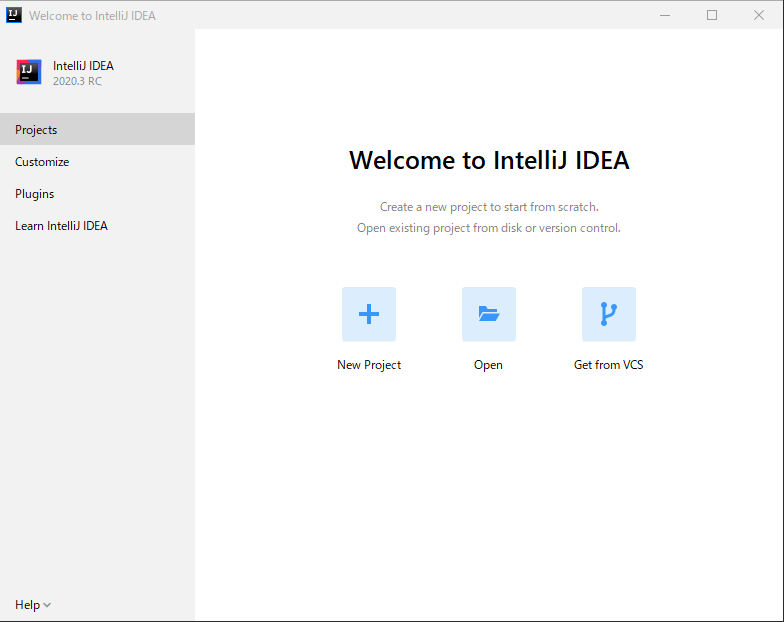 Welcome to IntelliJ IDEA
IntelliJ IDEA
2020.3 RC
Projects
Customize
Plugins
Learn IntelliJ IDEA
Welcome to IntelliJ IDEA
Create a new project to start from scratch.
Open existing project from disk or version control.
New Project
Open
Get from VCS
Help